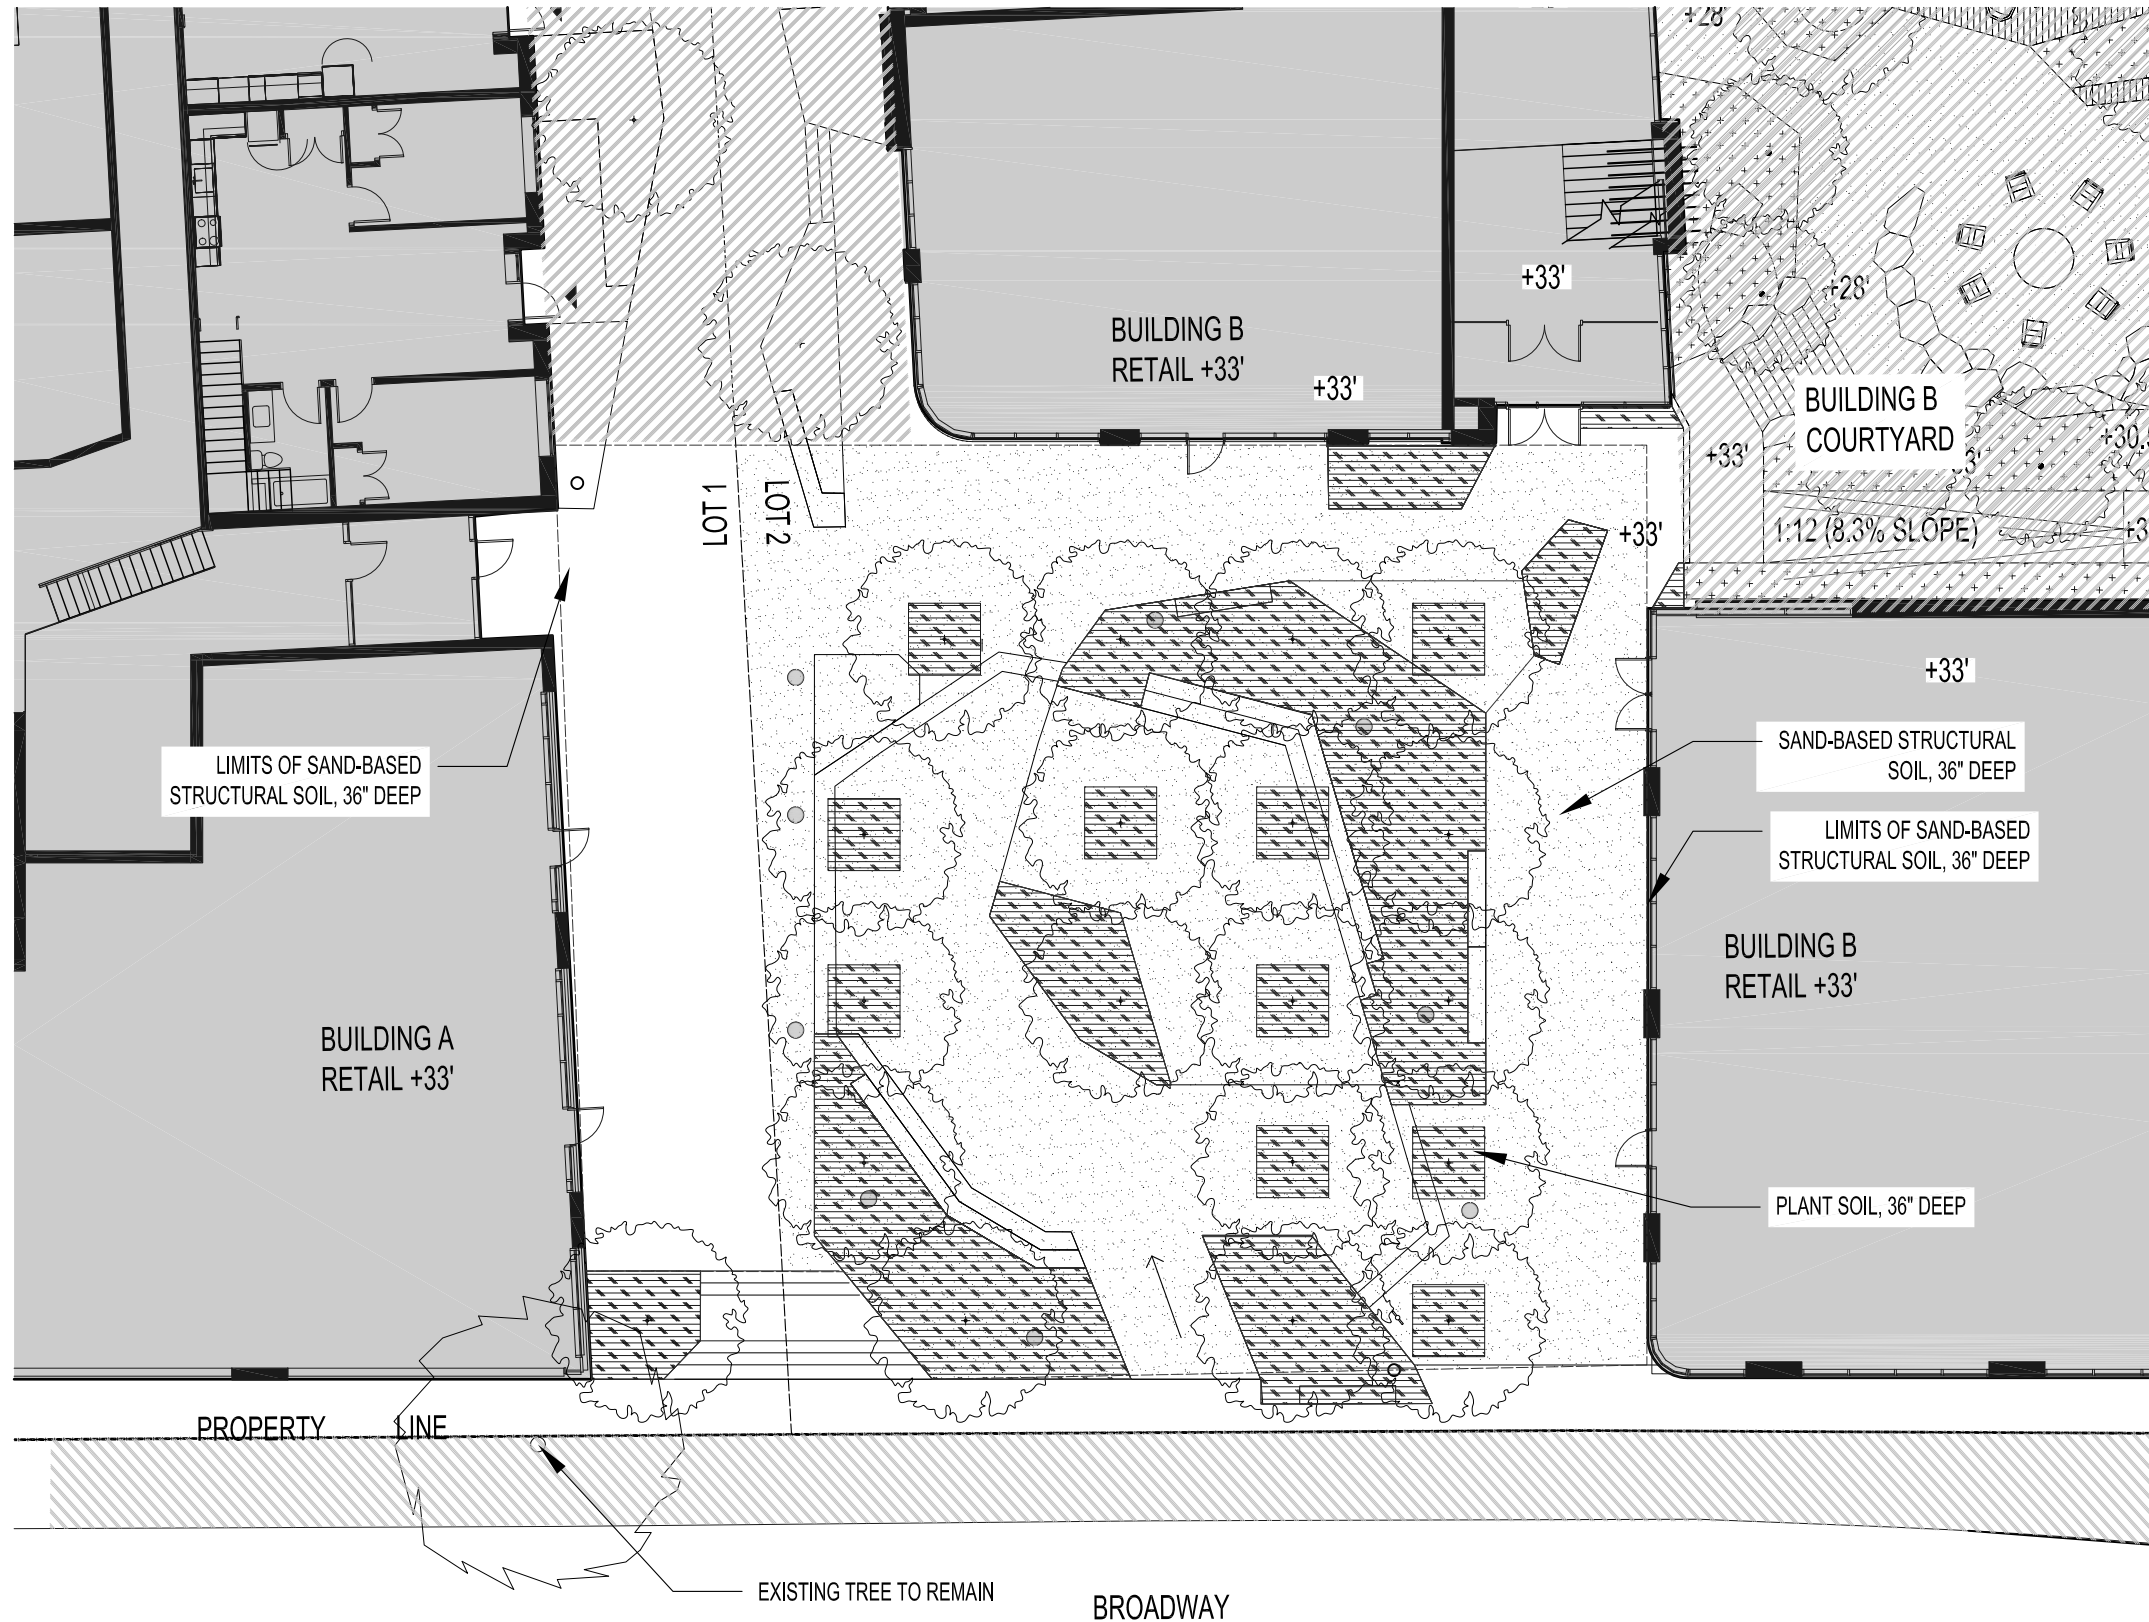 +28'
+33'
+28'
BUILDING B
RETAIL +33'
+33'
BUILDING B
COURTYARD
+33'
LOT 1
LOT 2
+33'
1:12 (8.3% SLOPE)
+33'
LIMITS OF SAND-BASED
STRUCTURAL SOIL, 36" DEEP
SAND-BASED STRUCTURAL
SOIL, 36" DEEP
LIMITS OF SAND-BASED
STRUCTURAL SOIL, 36" DEEP
BUILDING B
RETAIL +33'
BUILDING A
RETAIL +33'
PLANT SOIL, 36" DEEP
PROPERTY LINE
EXISTING TREE TO REMAIN
BROADWAY